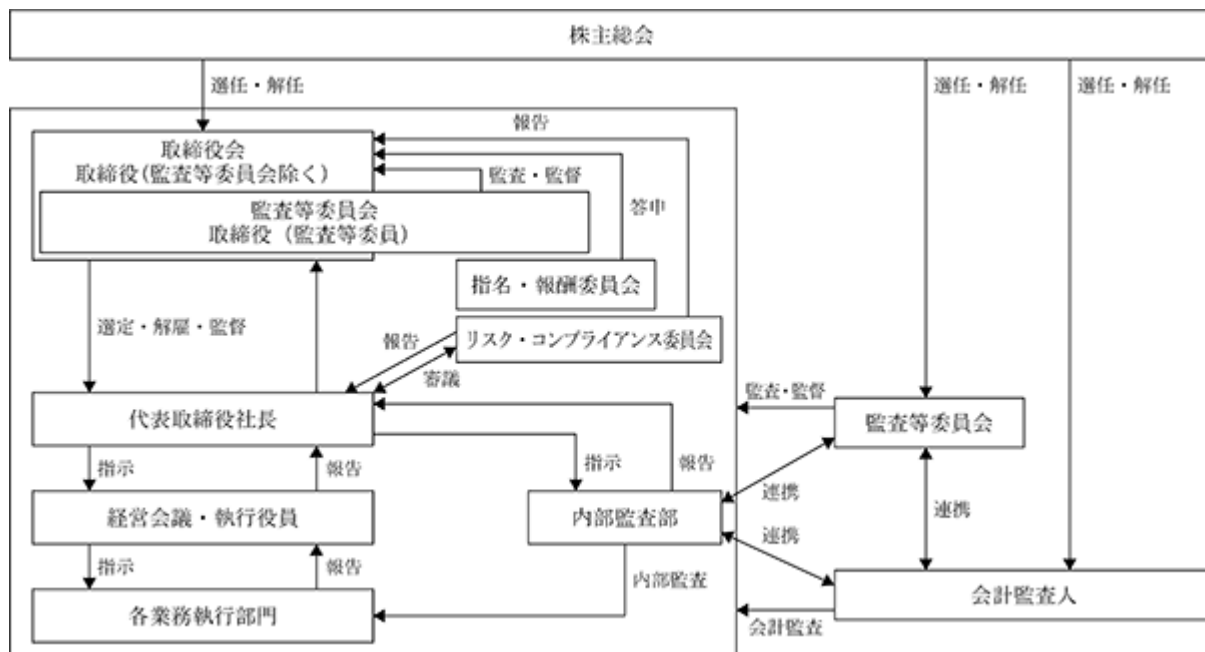 株主総会
選任・解任
選任・解任
選任・解任
報告
取締役会
取締役(監査等委員会除く)
監査・監督
監査等委員会
取締役（監査等委員）
答申
指名・報酬委員会
選定・解雇・監督
リスク・コンプライアンス委員会
報告
審議
代表取締役社長
監査・監督
監査等委員会
指示
報告
指示
報告
連携
連携
経営会議・執行役員
内部監査部
連携
指示
報告
内部監査
会計監査人
各業務執行部門
会計監査